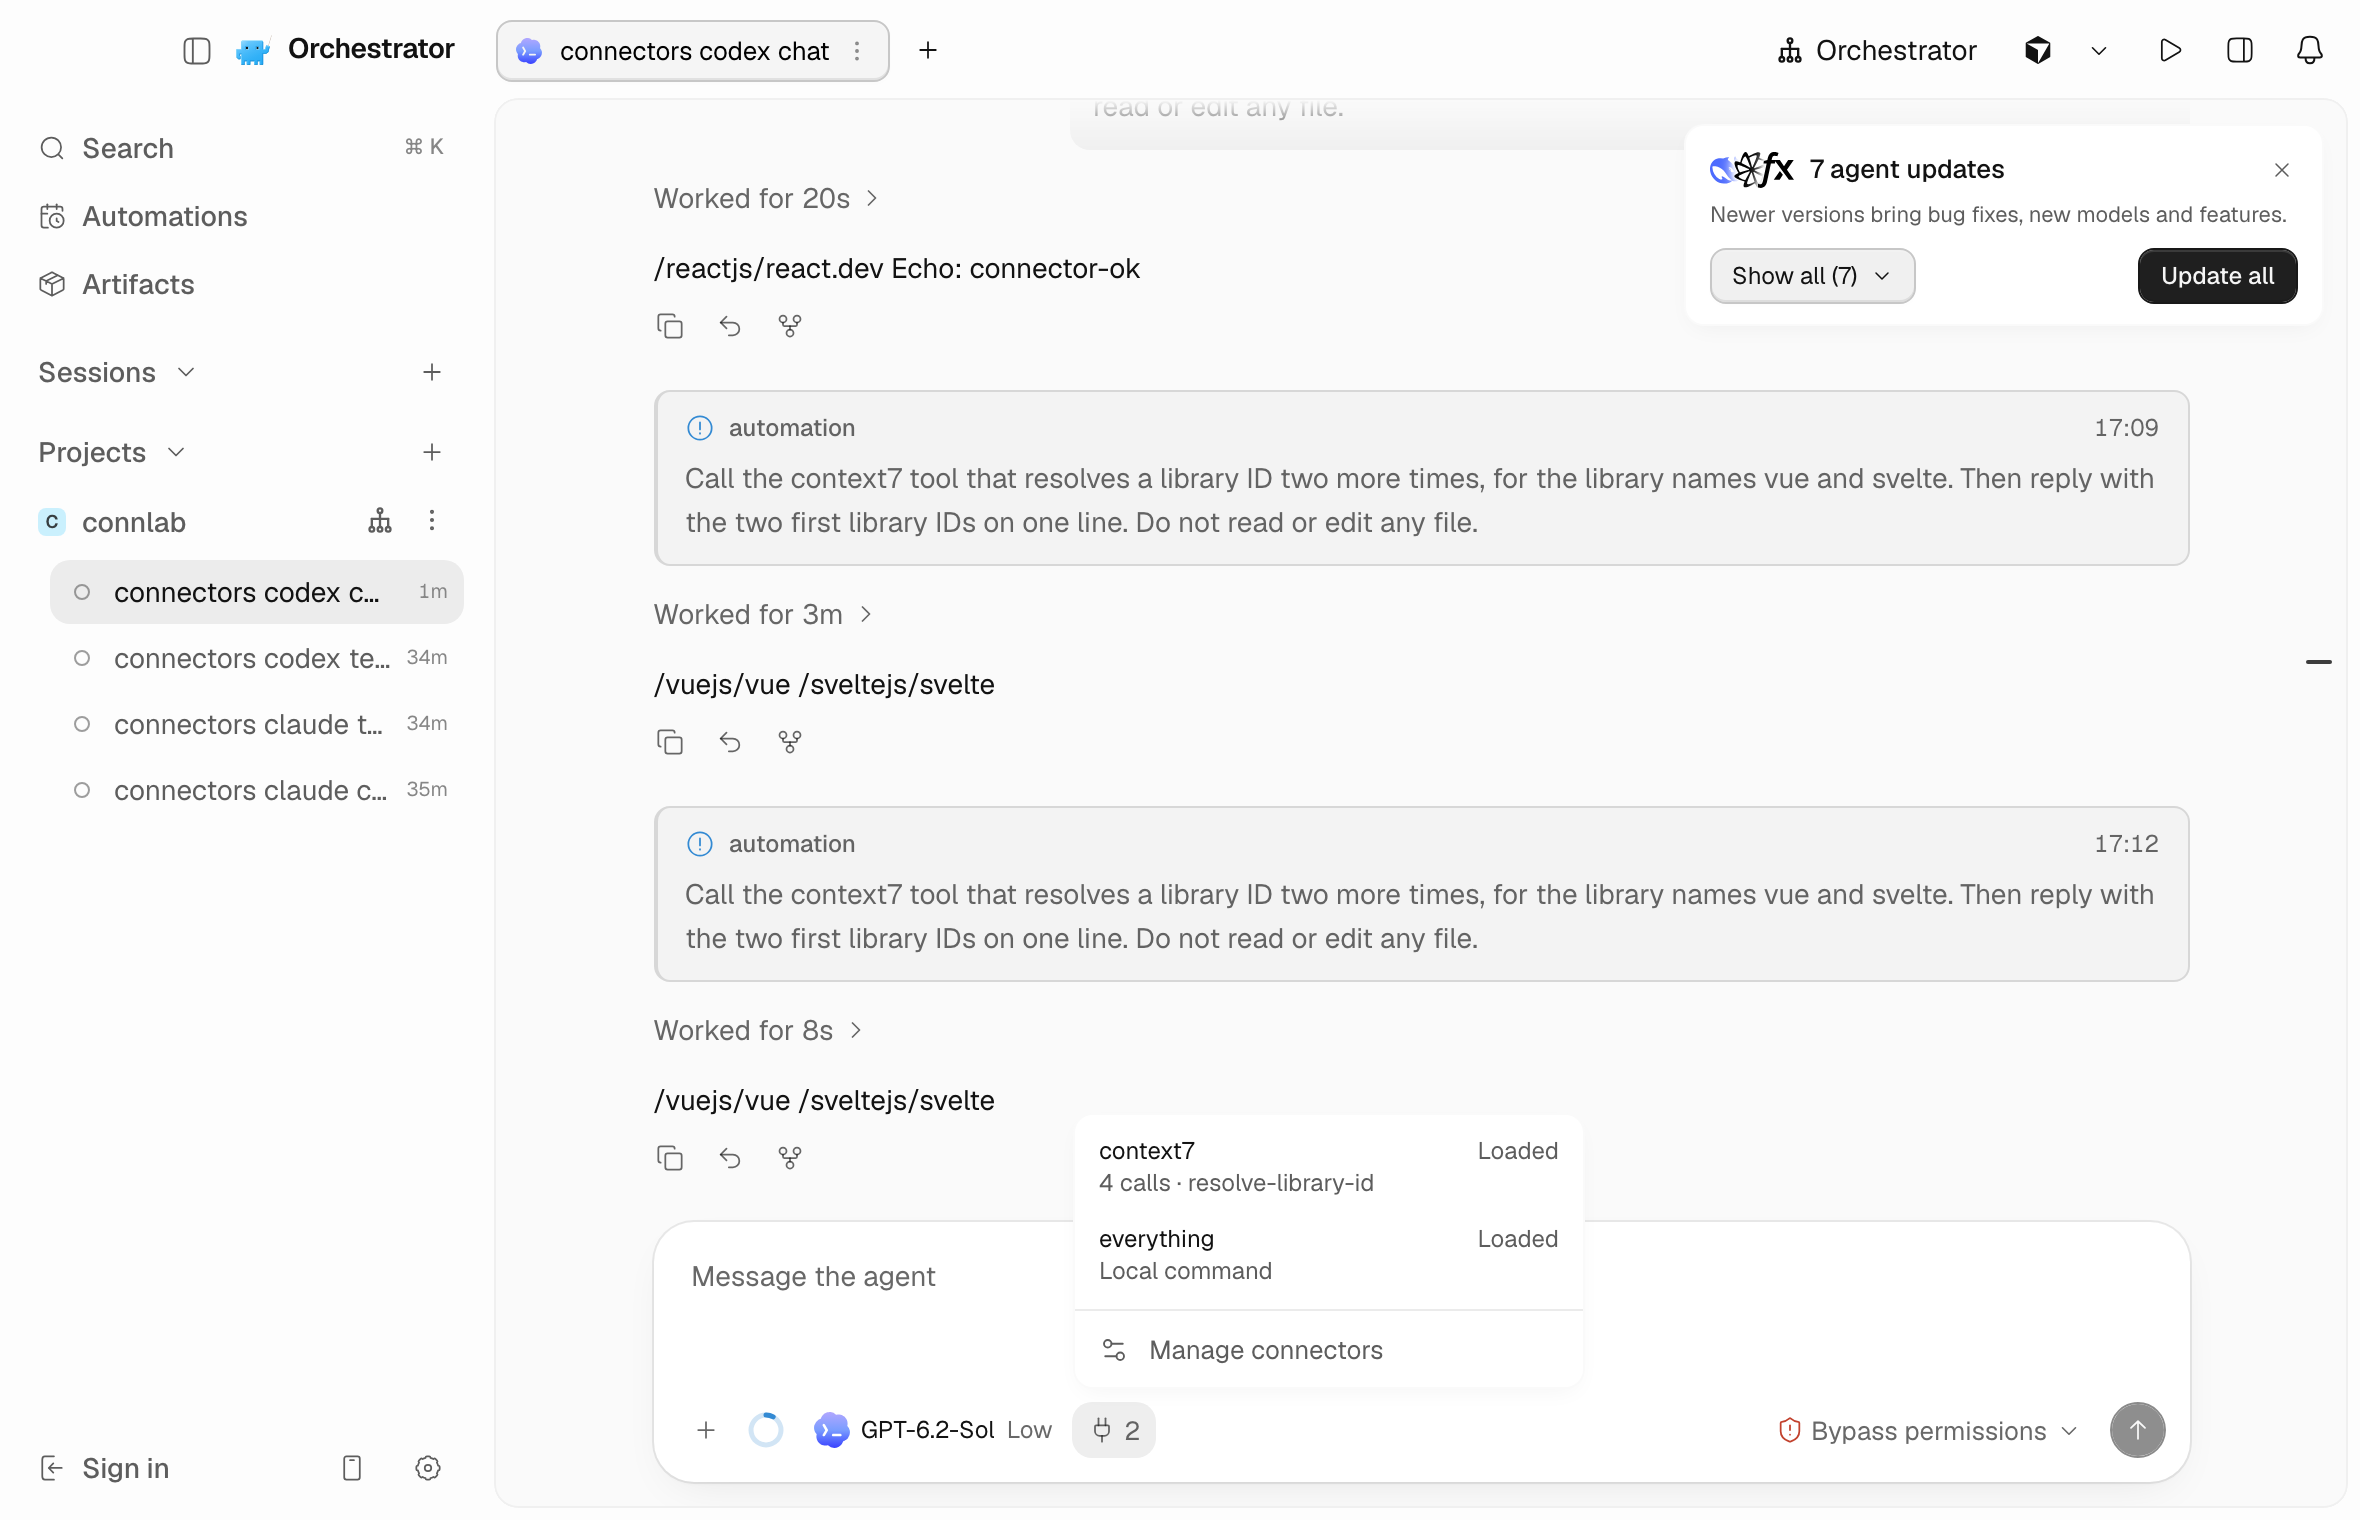 Orchestrator
connectors codex chat
Orchestrator
Search
⌘ K
Automations
Artifacts
Sessions
Projects
C
connlab
connectors codex c...
1m
connectors codex te...
34m
connectors claude t...
34m
connectors claude c...
35m
Sign in
read or edit any file.
fx
7 agent updates
Newer versions bring bug fixes, new models and features.
Show all (7)
Update all
Worked for 20s
/reactjs/react.dev Echo: connector-ok
automation
17:09
Call the context7 tool that resolves a library ID two more times, for the library names vue and svelte. Then reply with
the two first library IDs on one line. Do not read or edit any file.
Worked for 3m
/vuejs/vue /sveltejs/svelte
automation
17:12
Call the context7 tool that resolves a library ID two more times, for the library names vue and svelte. Then reply with
the two first library IDs on one line. Do not read or edit any file.
Worked for 8s
/vuejs/vue /sveltejs/svelte
context7
Loaded
4 calls · resolve-library-id
everything
Loaded
Local command
Manage connectors
Message the agent
GPT-6.2-Sol Low
2
Bypass permissions